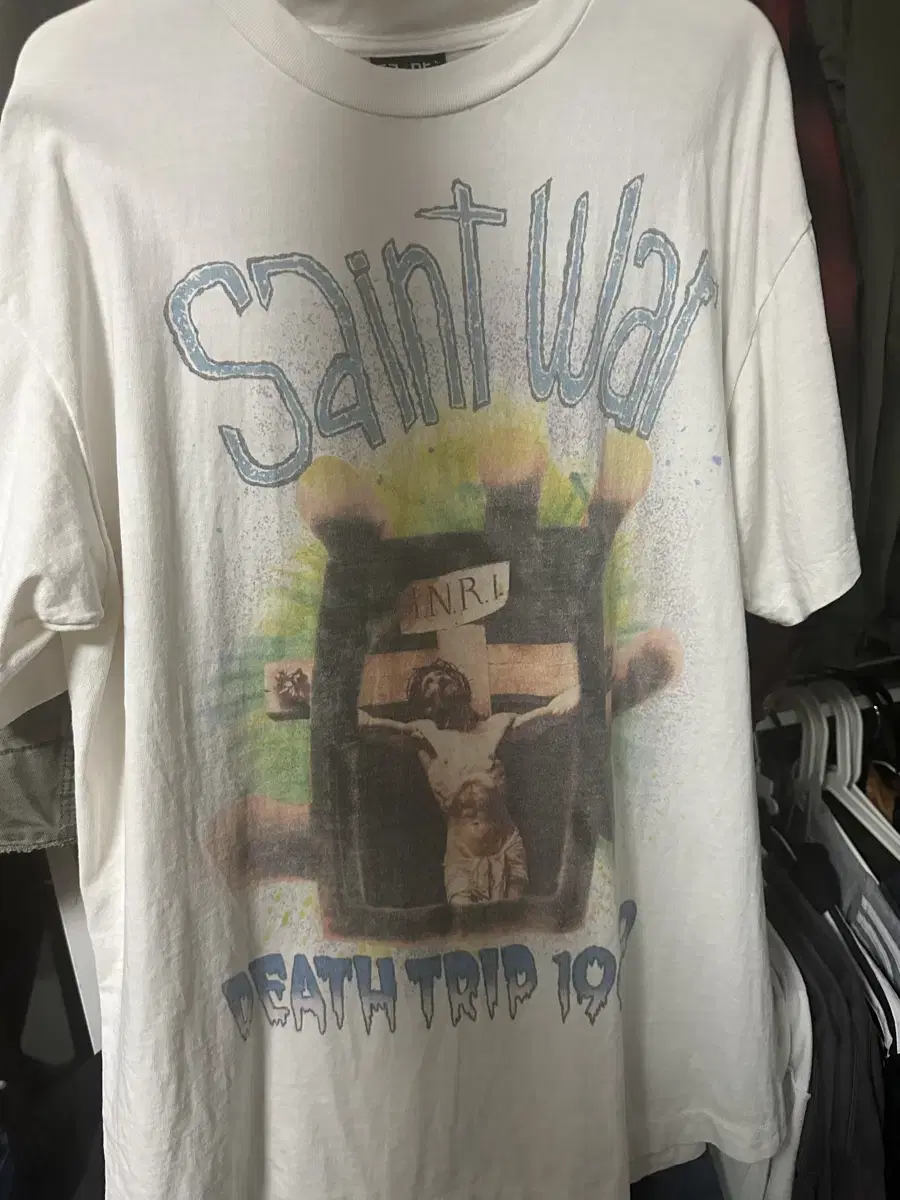 Saint War
I.N.R.I.
DEATH TRIP 19